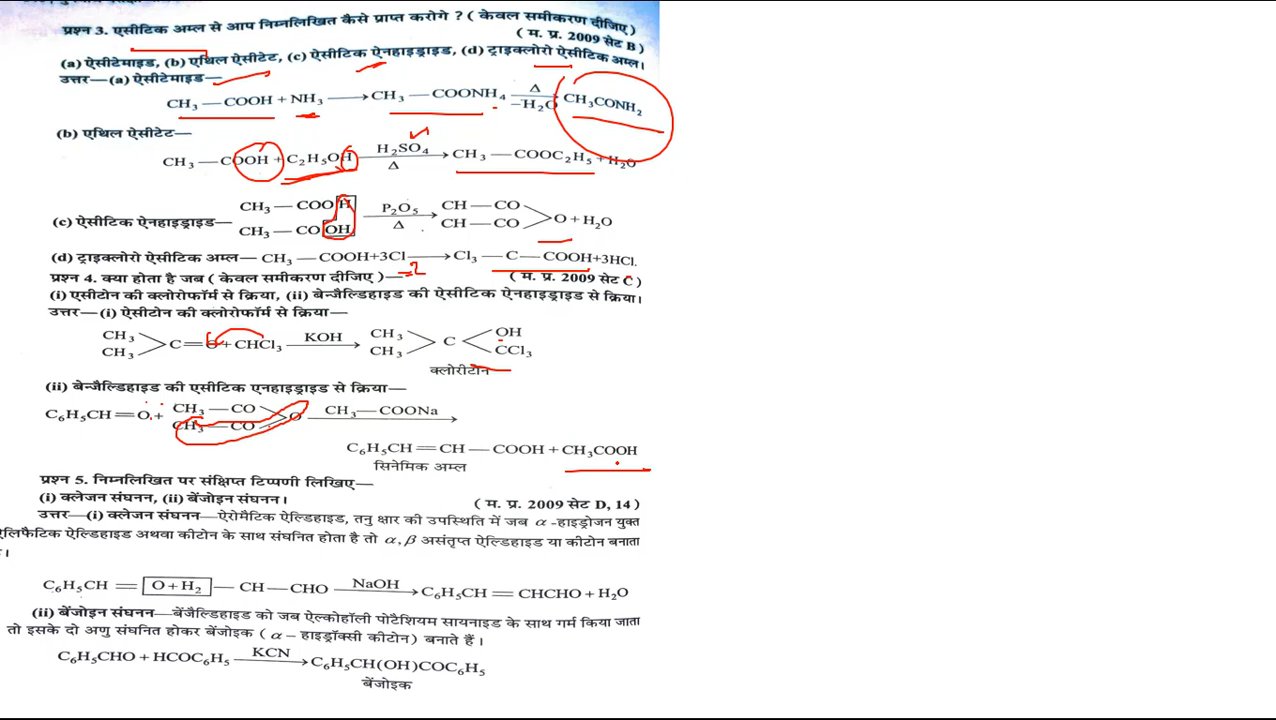 प्रश्न 3. एसीटिक अम्ल से आप निम्नलिखित कैसे प्राप्त करोगे ? ( केवल समीकरण दीजिए)
( म. प्र. 2009 सेट B )
(a) ऐसीटेमाइड, (b) एथिल ऐसीटेट, (c) ऐसीटिक ऐनहाइड्राइड, (d) ट्राइक्लोरो ऐसीटिक अम्ल।
उत्तर—(a) ऐसीटेमाइड—
CH₃ — COOH + NH₃ ⟶ CH₃ — COONH₄ Δ −H₂O CH₃CONH₂
(b) एथिल ऐसीटेट—
CH₃ — COOH + C₂H₅OH H₂SO₄ Δ → CH₃ — COOC₂H₅ + H₂O
CH₃ — COO H P₂O₅ CH — CO
(c) ऐसीटिक ऐनहाइड्राइड— Δ → O + H₂O
CH₃ — CO OH CH — CO
(d) ट्राइक्लोरो ऐसीटिक अम्ल— CH₃ — COOH+3Cl ⟶ Cl₃ — C — COOH+3HCl.
प्रश्न 4. क्या होता है जब ( केवल समीकरण दीजिए ) — =2 ( म. प्र. 2009 सेट C )
(i) एसीटोन की क्लोरोफॉर्म से क्रिया, (ii) बेन्जैल्डिहाइड की ऐसीटिक ऐनहाइड्राइड से क्रिया।
उत्तर—(i) ऐसीटोन की क्लोरोफॉर्म से क्रिया—
CH₃ CH₃ OH
C = O + CHCl₃ KOH → C
CH₃ CH₃ CCl₃
क्लोरीटोन
(ii) बेन्जैल्डिहाइड की एसीटिक एनहाइड्राइड से क्रिया—
C₆H₅CH = O + CH₃ — CO O CH₃ — COONa →
CH₃ — CO
C₆H₅CH = CH — COOH + CH₃COOH
सिनेमिक अम्ल
प्रश्न 5. निम्नलिखित पर संक्षिप्त टिप्पणी लिखिए—
(i) क्लेजन संघनन, (ii) बेंजोइन संघनन। ( म. प्र. 2009 सेट D, 14 )
उत्तर—(i) क्लेजन संघनन—ऐरोमैटिक ऐल्डिहाइड, तनु क्षार की उपस्थिति में जब α -हाइड्रोजन युक्त
एलिफैटिक ऐल्डिहाइड अथवा कीटोन के साथ संघनित होता है तो α, β असंतृप्त ऐल्डिहाइड या कीटोन बनाता
है।
C₆H₅CH = O + H₂ — CH — CHO NaOH → C₆H₅CH = CHCHO + H₂O
(ii) बेंजोइन संघनन—बेंजैल्डिहाइड को जब ऐल्कोहॉली पोटैशियम सायनाइड के साथ गर्म किया जाता
तो इसके दो अणु संघनित होकर बेंजोइक ( α – हाइड्रॉक्सी कीटोन) बनाते हैं।
C₆H₅CHO + HCOC₆H₅ KCN → C₆H₅CH(OH)COC₆H₅
बेंजोइक